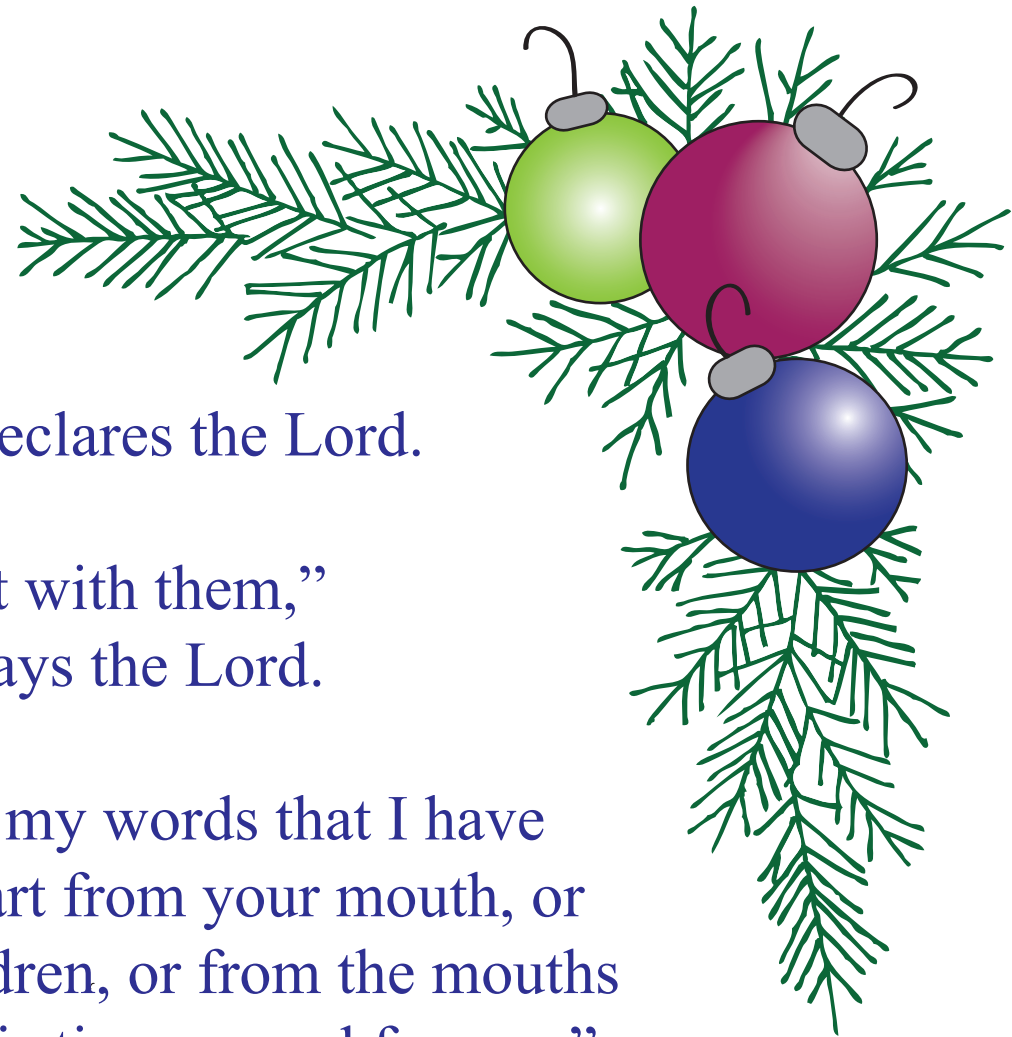 eclares the Lord.
t with them,”
ays the Lord.
my words that I have
art from your mouth, or
dren, or from the mouths